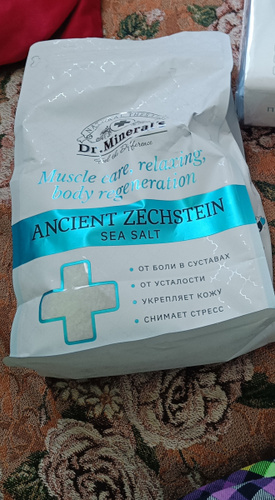 Dr. Mineral's
Muscle care, relaxing,
body regeneration
ANCIENT ZECHSTEIN
SEA SALT
• ОТ БОЛИ В СУСТАВАХ
• ОТ УСТАЛОСТИ
• УКРЕПЛЯЕТ КОЖУ
• СНИМАЕТ СТРЕСС